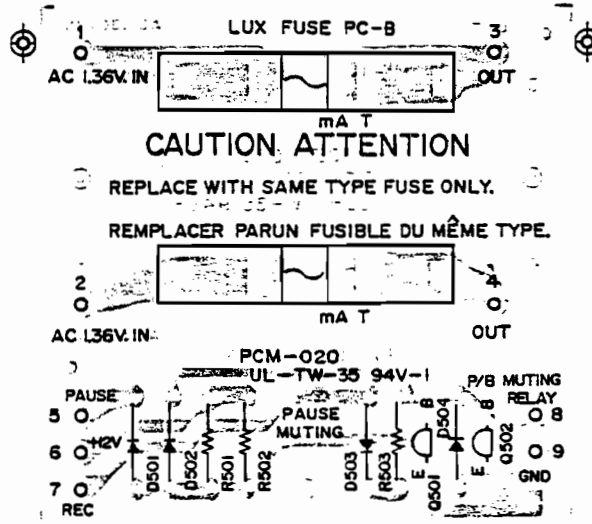 LUX FUSE PC-B
1
3
AC 1.36V. IN
OUT
mA T
CAUTION ATTENTION
REPLACE WITH SAME TYPE FUSE ONLY.
REMPLACER PARUN FUSIBLE DU MÊME TYPE.
2
4
mA T
AC 1.36V. IN
OUT
PCM-020
UL-TW-35 94V-1
P/B MUTING
RELAY
PAUSE
5
PAUSE
MUTING
B
D504
B
8
6
9
7
REC
D501
D502
R501
R502
D503
R503
E
Q501
E
Q502
GND